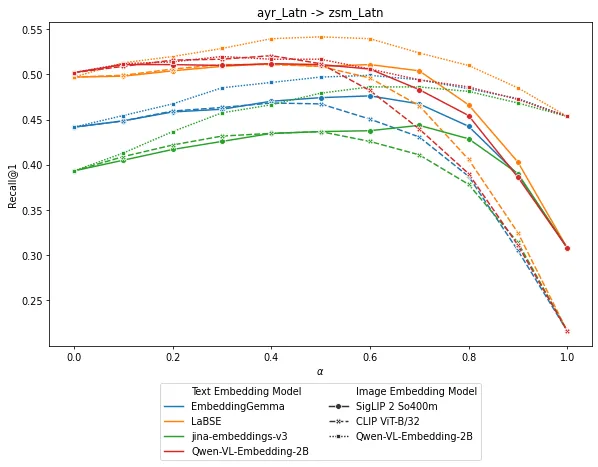 ayr_Latn -> zsm_Latn
Recall@1
0.55
0.50
0.45
0.40
0.35
0.30
0.25
0.0 0.2 0.4 0.6 0.8 1.0
α
Text Embedding Model Image Embedding Model
EmbeddingGemma SigLIP 2 So400m
LaBSE CLIP ViT-B/32
jina-embeddings-v3 Qwen-VL-Embedding-2B
Qwen-VL-Embedding-2B